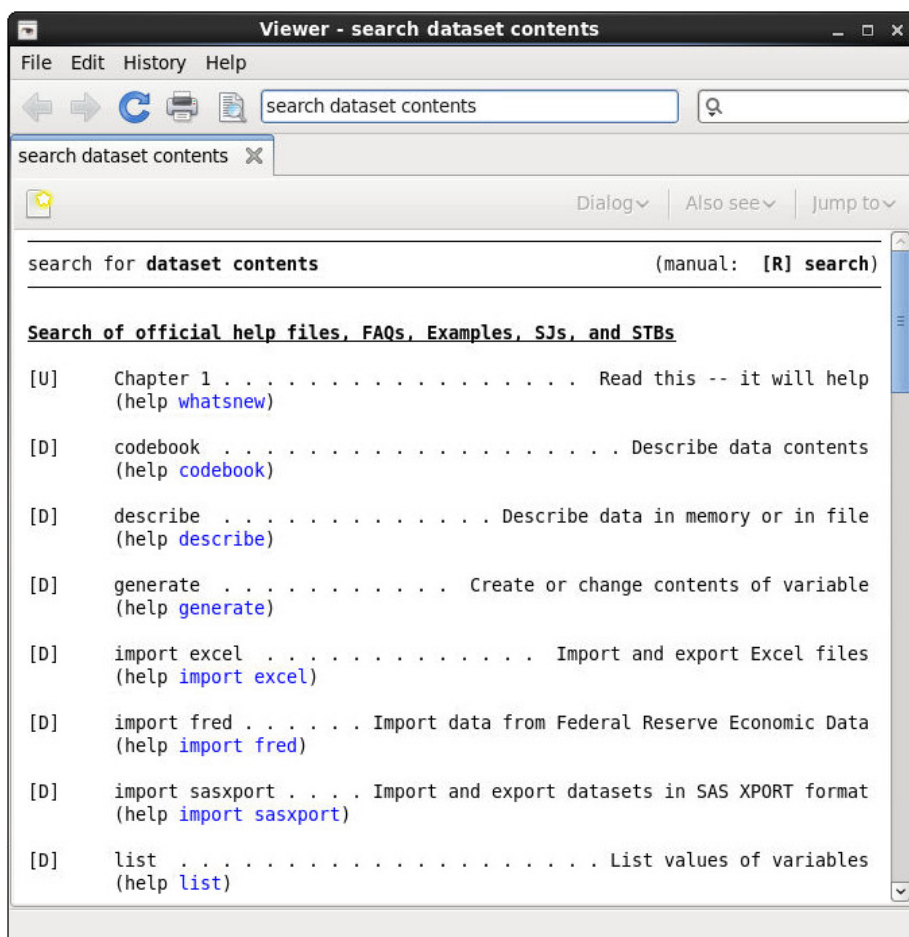 Viewer - search dataset contents
File Edit History Help
search dataset contents
search dataset contents
Dialog Also see Jump to
search for dataset contents (manual: [R] search)
Search of official help files, FAQs, Examples, SJs, and STBs
[U] Chapter 1 . . . . . . . . . . . . . . . . . . Read this -- it will help
(help whatsnew)
[D] codebook . . . . . . . . . . . . . . . . . . . Describe data contents
(help codebook)
[D] describe . . . . . . . . . . . . . Describe data in memory or in file
(help describe)
[D] generate . . . . . . . . . . . Create or change contents of variable
(help generate)
[D] import excel . . . . . . . . . . . . . Import and export Excel files
(help import excel)
[D] import fred . . . . . . Import data from Federal Reserve Economic Data
(help import fred)
[D] import sasxport . . . . Import and export datasets in SAS XPORT format
(help import sasxport)
[D] list . . . . . . . . . . . . . . . . . . . . List values of variables
(help list)